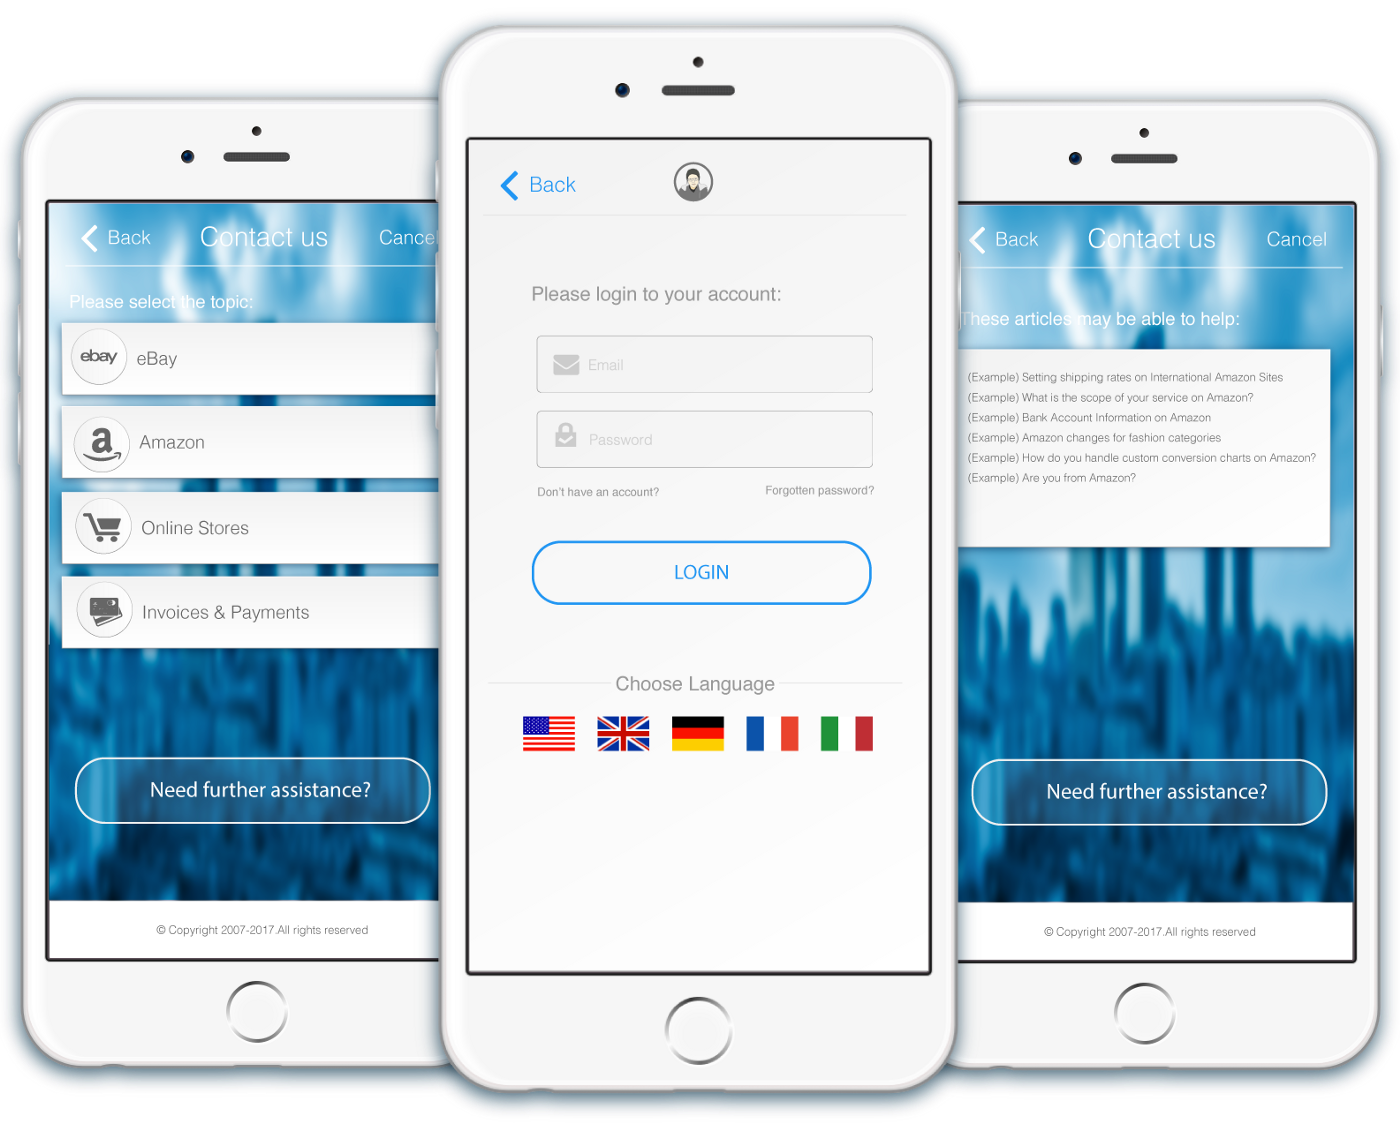 Back Contact us Cancel
Please select the topic:
ebay eBay
a Amazon
Online Stores
Invoices & Payments
Need further assistance?
© Copyright 2007-2017.All rights reserved
Back
Please login to your account:
Email
Password
Don't have an account? Forgotten password?
LOGIN
Choose Language
Back Contact us Cancel
These articles may be able to help:
(Example) Setting shipping rates on International Amazon Sites
(Example) What is the scope of your service on Amazon?
(Example) Bank Account Information on Amazon
(Example) Amazon changes for fashion categories
(Example) How do you handle custom conversion charts on Amazon?
(Example) Are you from Amazon?
Need further assistance?
© Copyright 2007-2017.All rights reserved